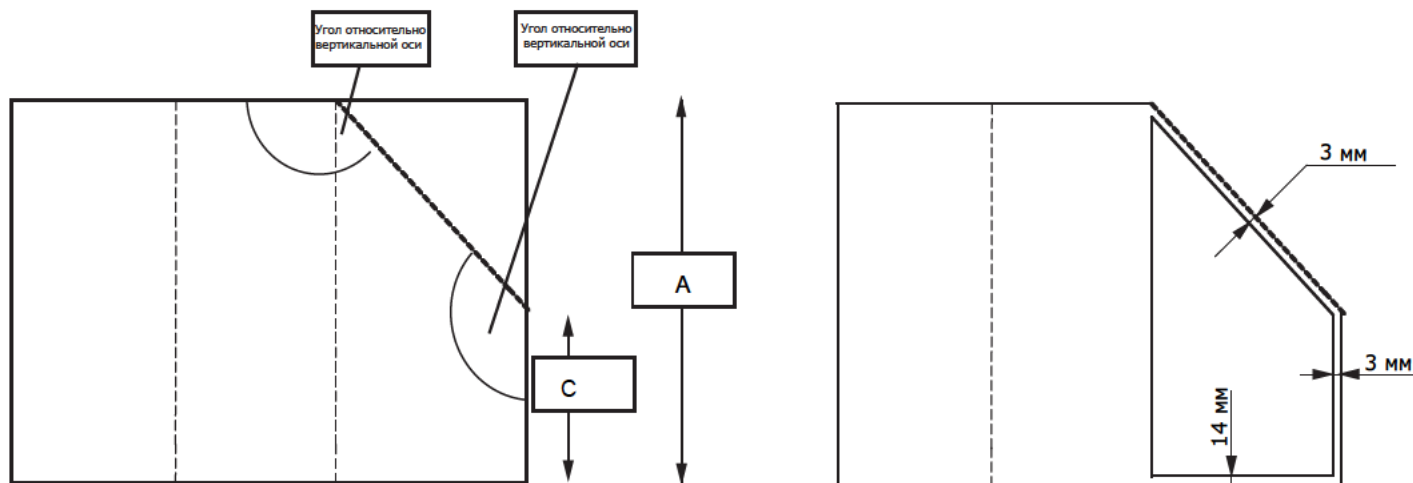 Угол относительно
вертикальной оси
Угол относительно
вертикальной оси
A
C
3 мм
3 мм
14 мм